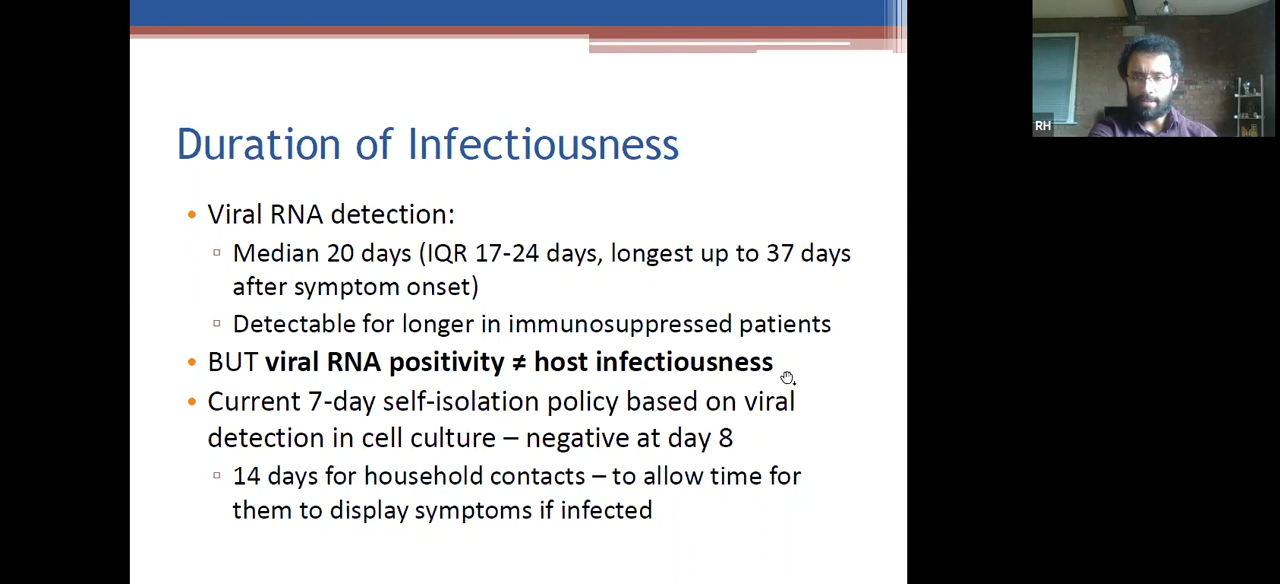 Duration of Infectiousness
• Viral RNA detection:
▫ Median 20 days (IQR 17-24 days, longest up to 37 days
after symptom onset)
▫ Detectable for longer in immunosuppressed patients
• BUT viral RNA positivity ≠ host infectiousness
• Current 7-day self-isolation policy based on viral
detection in cell culture – negative at day 8
▫ 14 days for household contacts – to allow time for
them to display symptoms if infected
RH